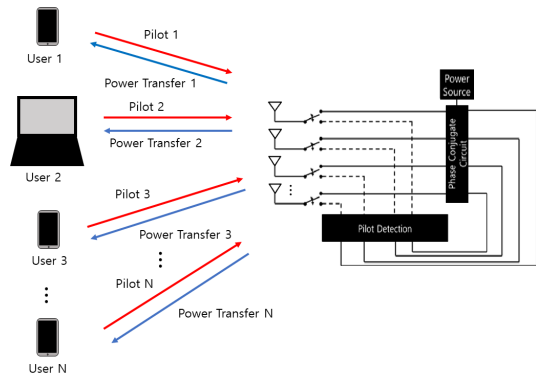 User 1
Pilot 1
Power Transfer 1
Pilot 2
Power Transfer 2
User 2
Pilot 3
Power Transfer 3
User 3
Pilot N
Power Transfer N
User N
Power
Source
Phase Conjugate
Circuit
Pilot Detection